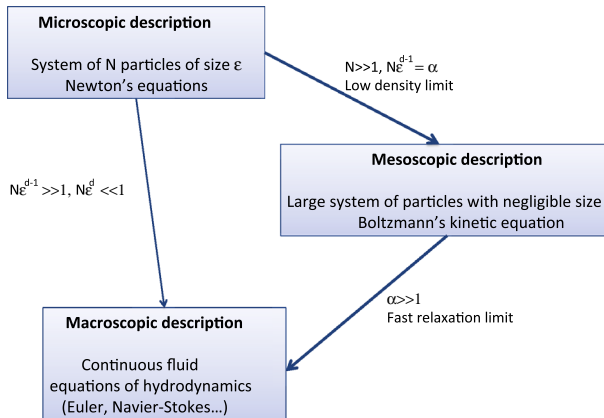 Microscopic description
System of N particles of size ε
Newton's equations
N>>1, Nε^{d-1} = α
Low density limit
Mesoscopic description
Large system of particles with negligible size
Boltzmann's kinetic equation
Nε^{d-1} >>1, Nε^{d} <<1
α>>1
Fast relaxation limit
Macroscopic description
Continuous fluid
equations of hydrodynamics
(Euler, Navier-Stokes...)